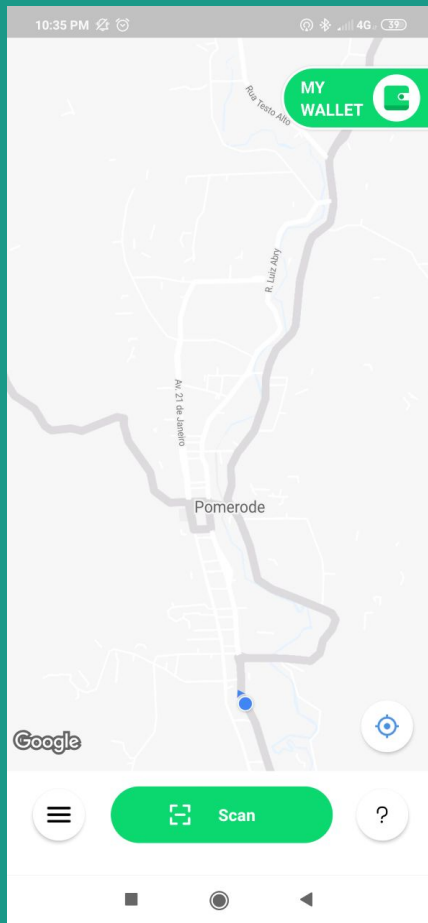 10:35 PM
4G 39
MY
WALLET
Rua Testo Alto
R. Luiz Abry
Av. 21 de Janeiro
Pomerode
Google
Scan
?